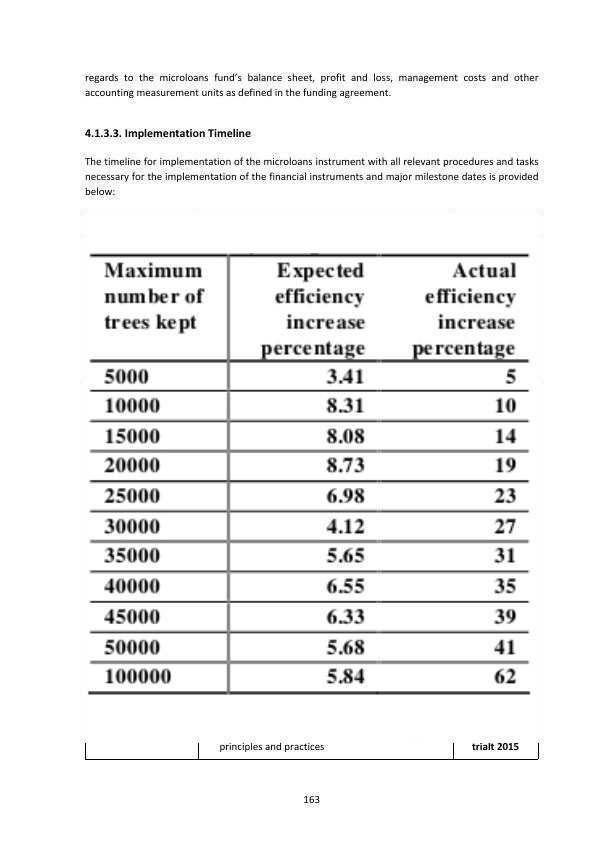 regards to the microloans fund’s balance sheet, profit and loss, management costs and other
accounting measurement units as defined in the funding agreement.
4.1.3.3. Implementation Timeline
The timeline for implementation of the microloans instrument with all relevant procedures and tasks
necessary for the implementation of the financial instruments and major milestone dates is provided
below:
Maximum number of trees kept Expected efficiency increase percentage Actual efficiency increase percentage
5000 3.41 5
10000 8.31 10
15000 8.08 14
20000 8.73 19
25000 6.98 23
30000 4.12 27
35000 5.65 31
40000 6.55 35
45000 6.33 39
50000 5.68 41
100000 5.84 62
principles and practices trialt 2015
163